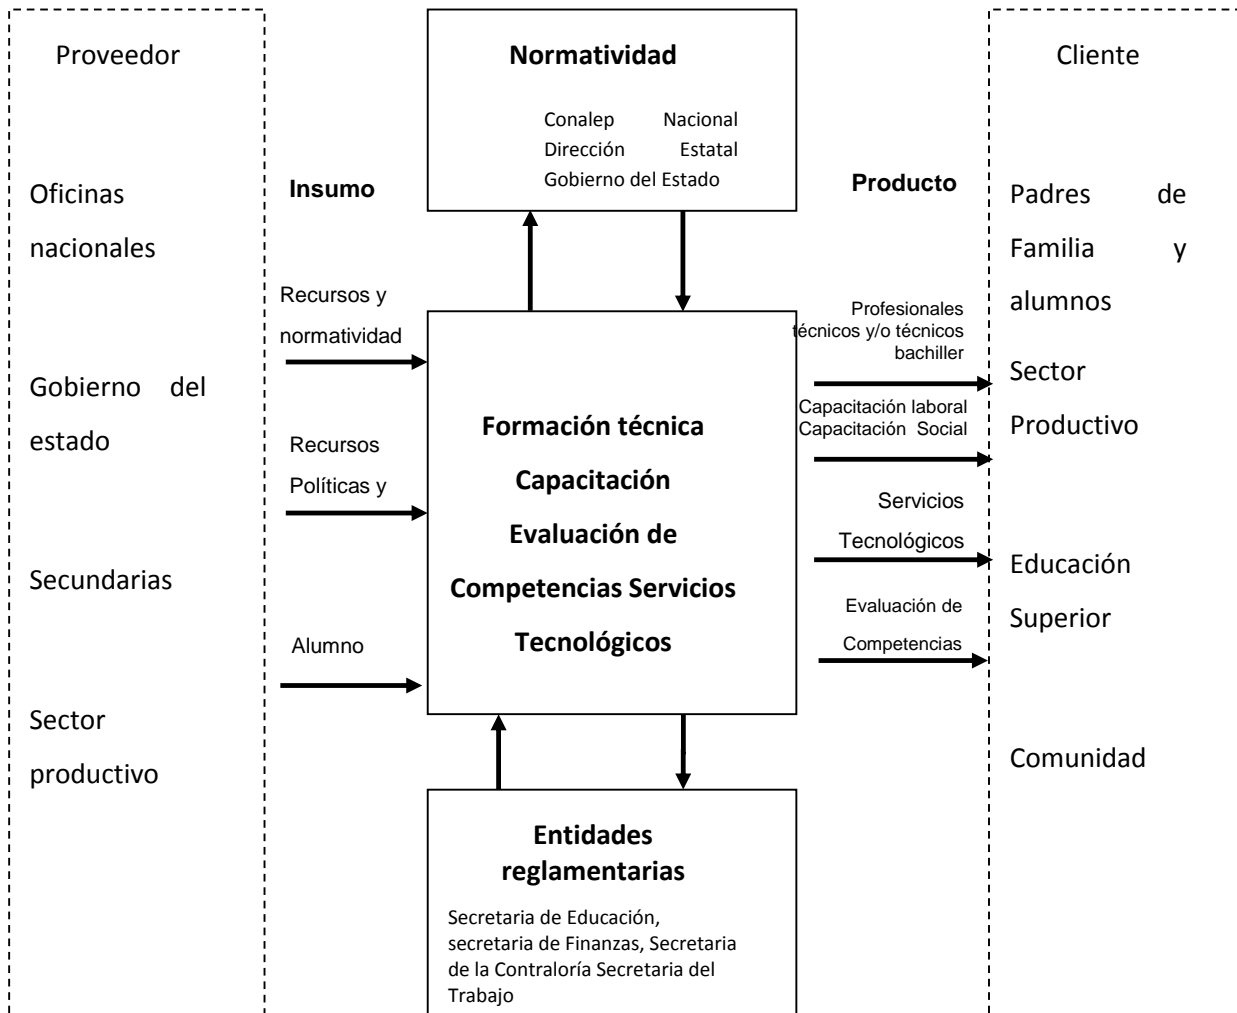 Proveedor
Oficinas
nacionales
Gobierno del
estado
Secundarias
Sector
productivo
Insumo
Recursos y
normatividad
Recursos
Políticas y
Alumno
Normatividad
Conalep Nacional
Dirección Estatal
Gobierno del Estado
Formación técnica
Capacitación
Evaluación de
Competencias Servicios
Tecnológicos
Entidades
reglamentarias
Secretaria de Educación,
secretaria de Finanzas, Secretaria
de la Contraloría Secretaria del
Trabajo
Producto
Profesionales
técnicos y/o técnicos
bachiller
Capacitación laboral
Capacitación Social
Servicios
Tecnológicos
Evaluación de
Competencias
Cliente
Padres de
Familia y
alumnos
Sector
Productivo
Educación
Superior
Comunidad